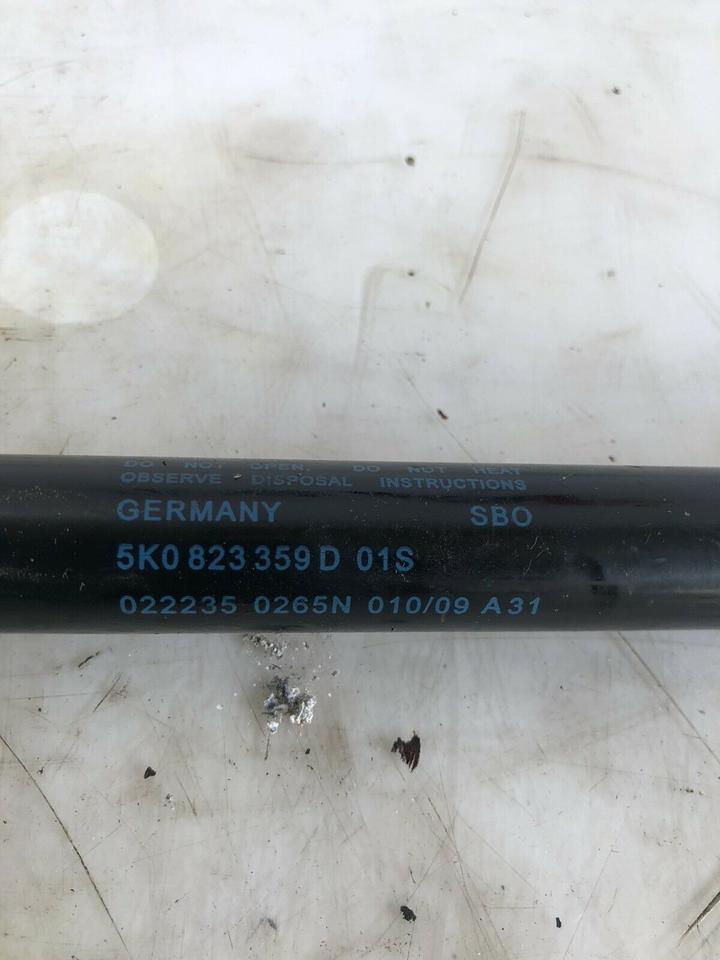 DO NOT OPEN. DO NOT HEAT
OBSERVE DISPOSAL INSTRUCTIONS
GERMANY SBO
5K0 823 359 D 01S
022235 0265N 010/09 A31